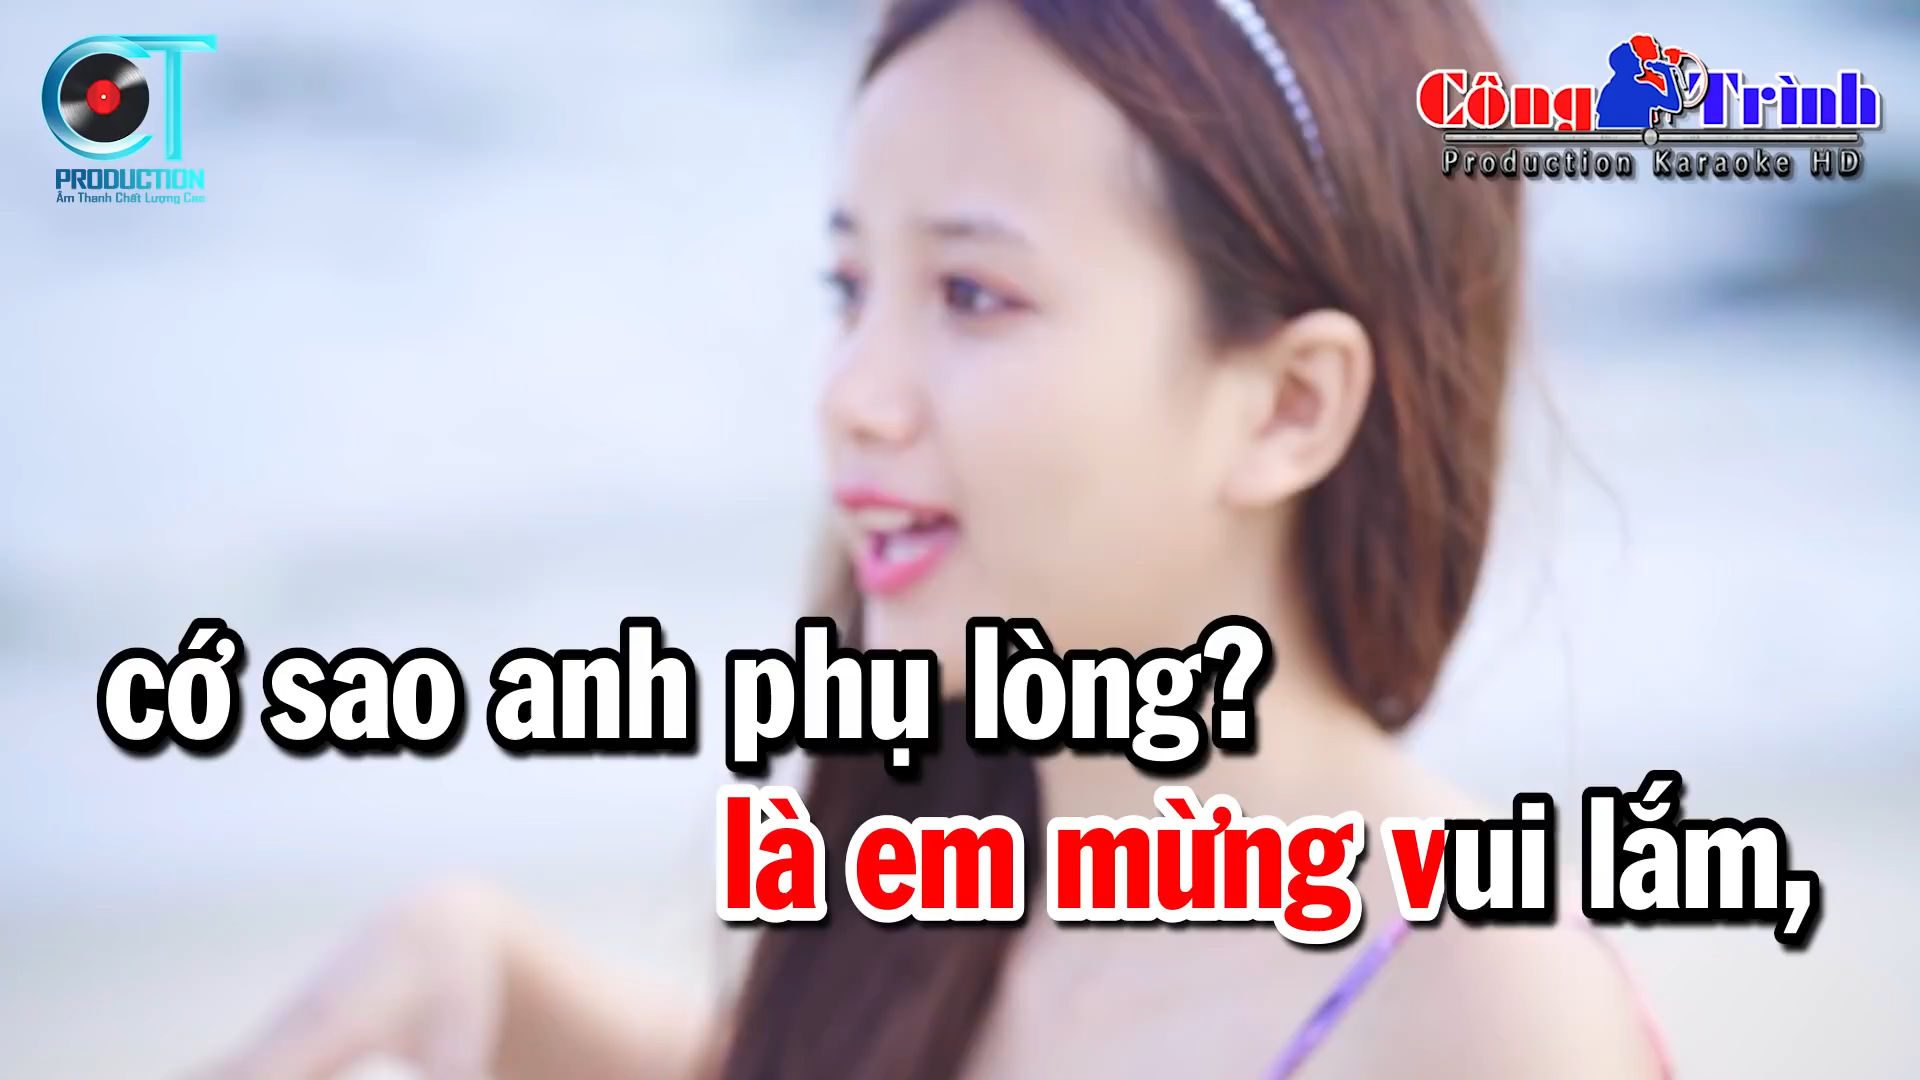 CT
PRODUCTION
Âm Thanh Chất Lượng Cao
Công Trình
Production Karaoke HD
cớ sao anh phụ lòng?
là em mừng vui lắm,